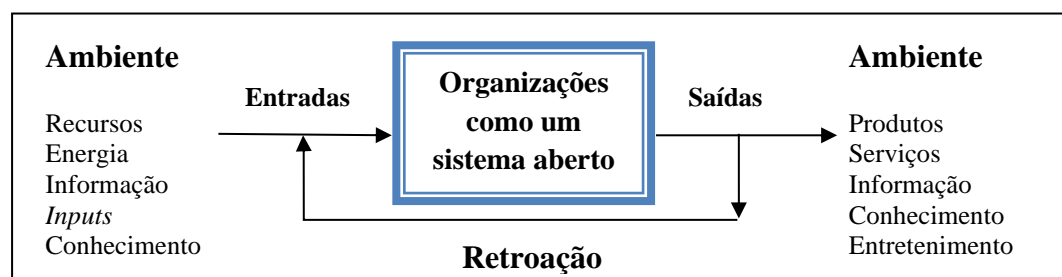 Ambiente
Recursos
Energia
Informação
Inputs
Conhecimento
Entradas
Organizações
como um
sistema aberto
Saídas
Retroação
Ambiente
Produtos
Serviços
Informação
Conhecimento
Entretenimento